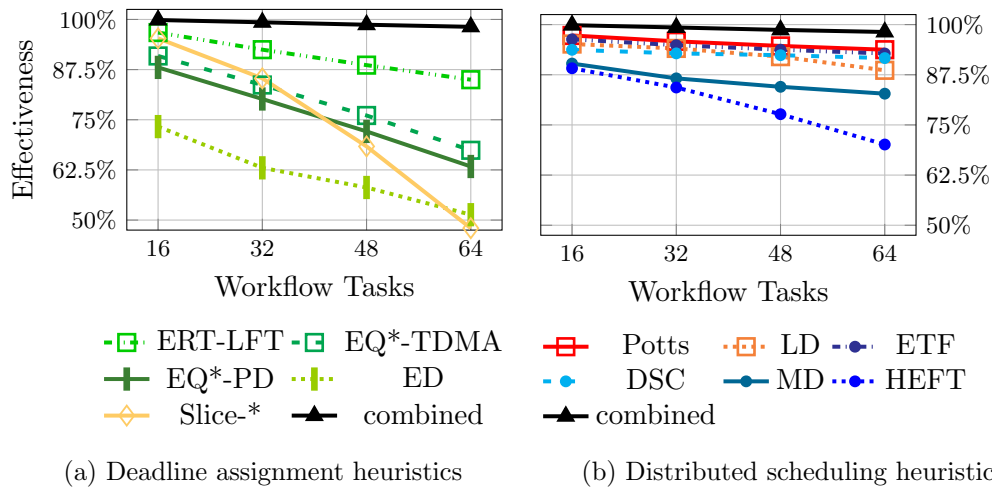 Effectiveness
100%
87.5%
75%
62.5%
50%
16 32 48 64
Workflow Tasks
ERT-LFT EQ*-TDMA
EQ*-PD ED
Slice-* combined
(a) Deadline assignment heuristics
100%
87.5%
75%
62.5%
50%
16 32 48 64
Workflow Tasks
Potts LD ETF
DSC MD HEFT
combined
(b) Distributed scheduling heuristic